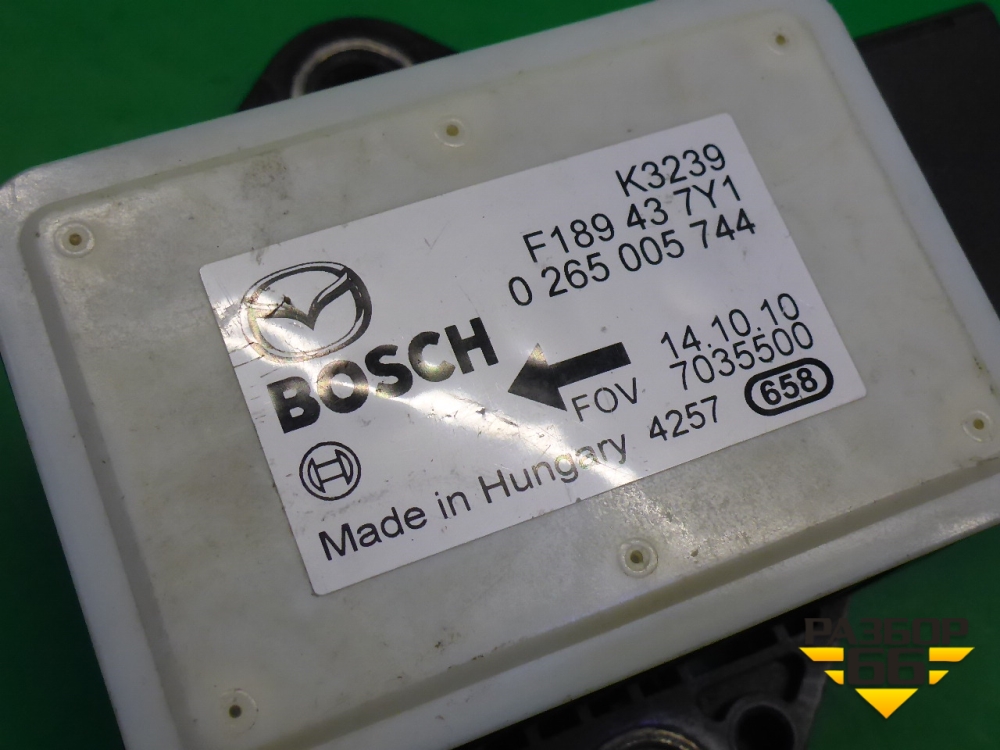 K3239
F189 43 7Y1
0 265 005 744
BOSCH
14.10.10
FOV 7035500
Made in Hungary 4257 658
РАЗБОР
66